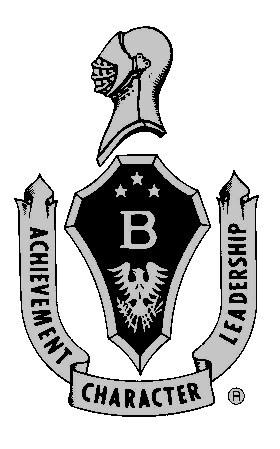 B
ACHIEVEMENT
CHARACTER
LEADERSHIP
®